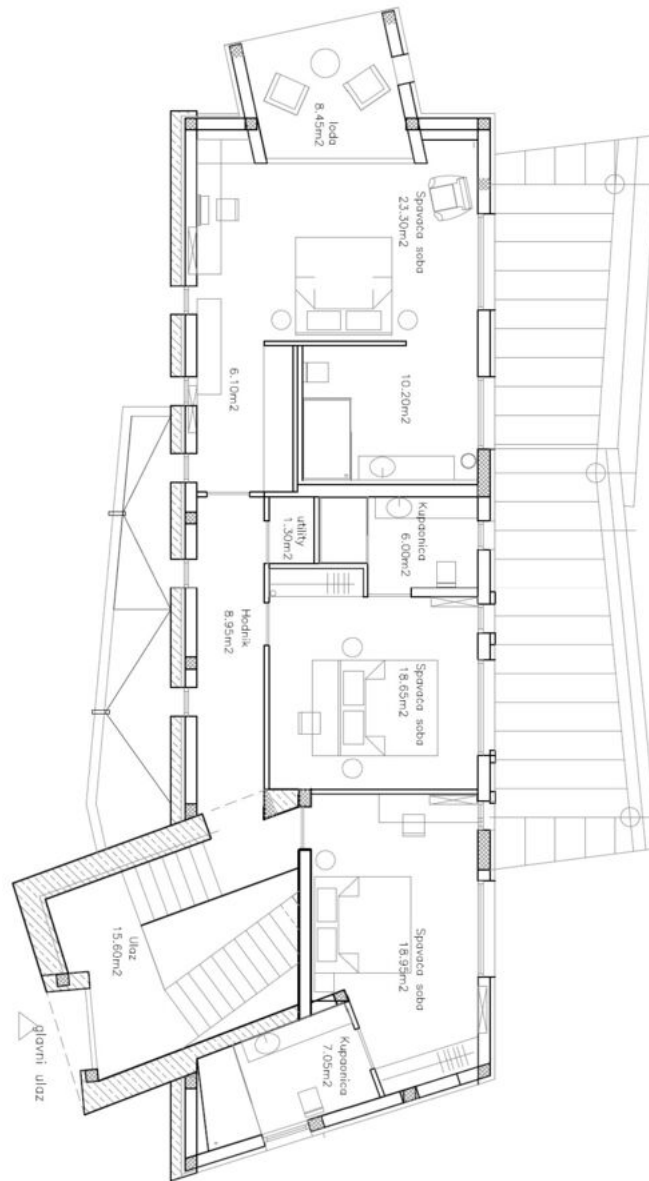 lođa
8.45m2
Spavaća soba
23.30m2
6.10m2
10.20m2
Kupaonica
6.00m2
utility
1.30m2
Hodnik
8.95m2
Spavaća soba
18.65m2
Spavaća soba
18.95m2
Ulaz
15.60m2
Kupaonica
7.05m2
glavni ulaz